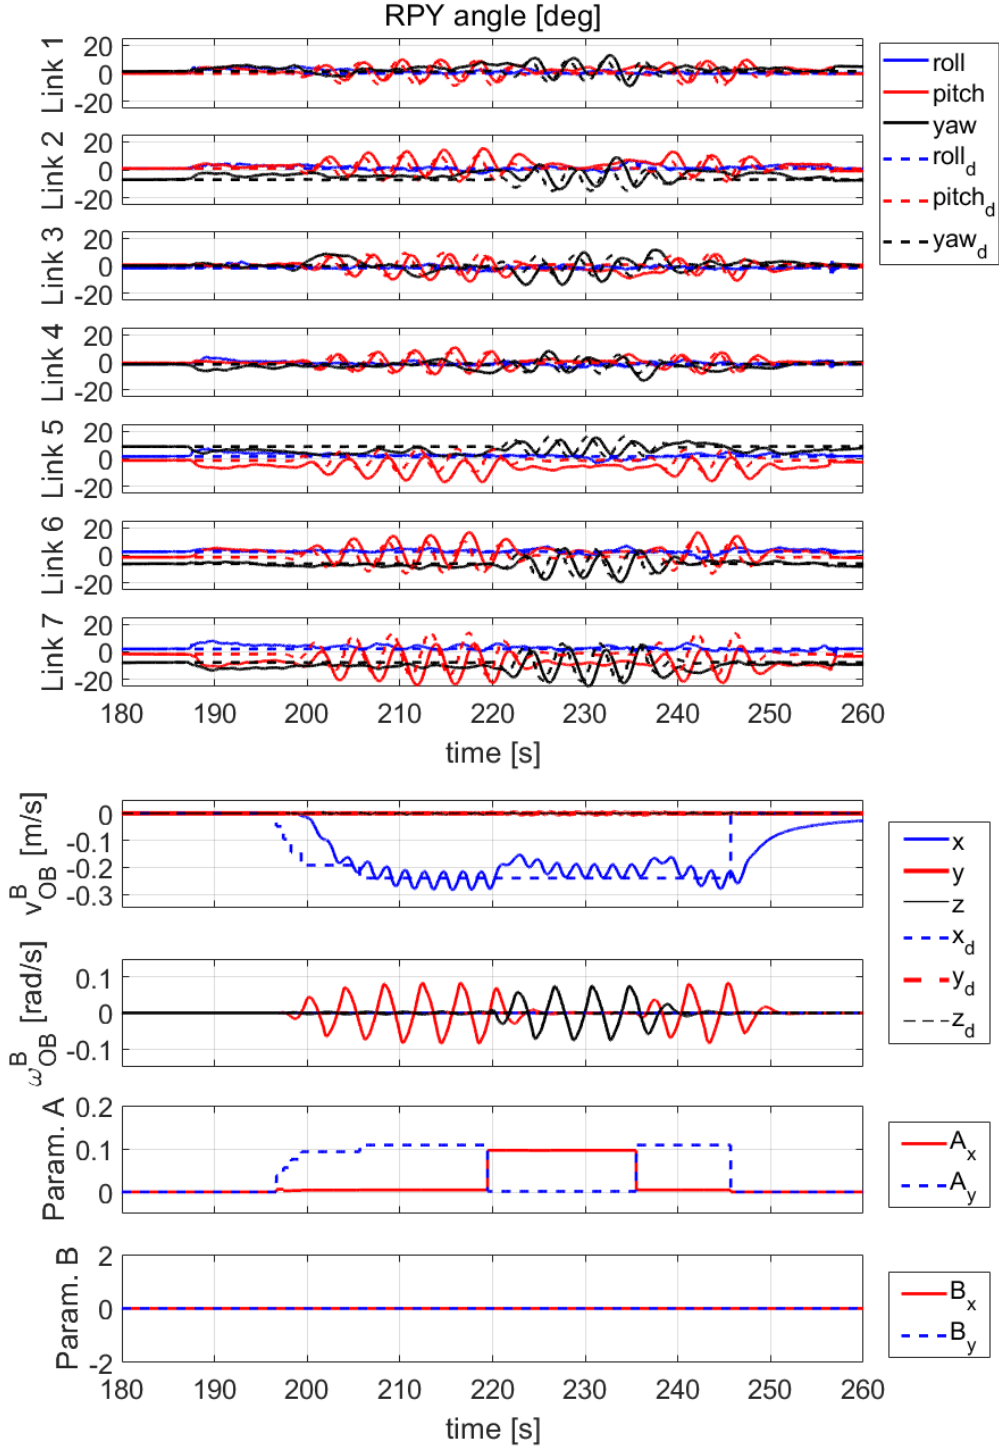 RPY angle [deg]
Link 1
20
0
-20
Link 2
20
0
-20
Link 3
20
0
-20
Link 4
20
0
-20
Link 5
20
0
-20
Link 6
20
0
-20
Link 7
20
0
-20
180 190 200 210 220 230 240 250 260
time [s]
roll
pitch
yaw
roll_d
pitch_d
yaw_d
v^B_OB [m/s]
0
-0.1
-0.2
-0.3
ω^B_OB [rad/s]
0.1
0
-0.1
x
y
z
x_d
y_d
z_d
Param. A
0.2
0.1
0
A_x
A_y
Param. B
2
0
-2
B_x
B_y
180 190 200 210 220 230 240 250 260
time [s]